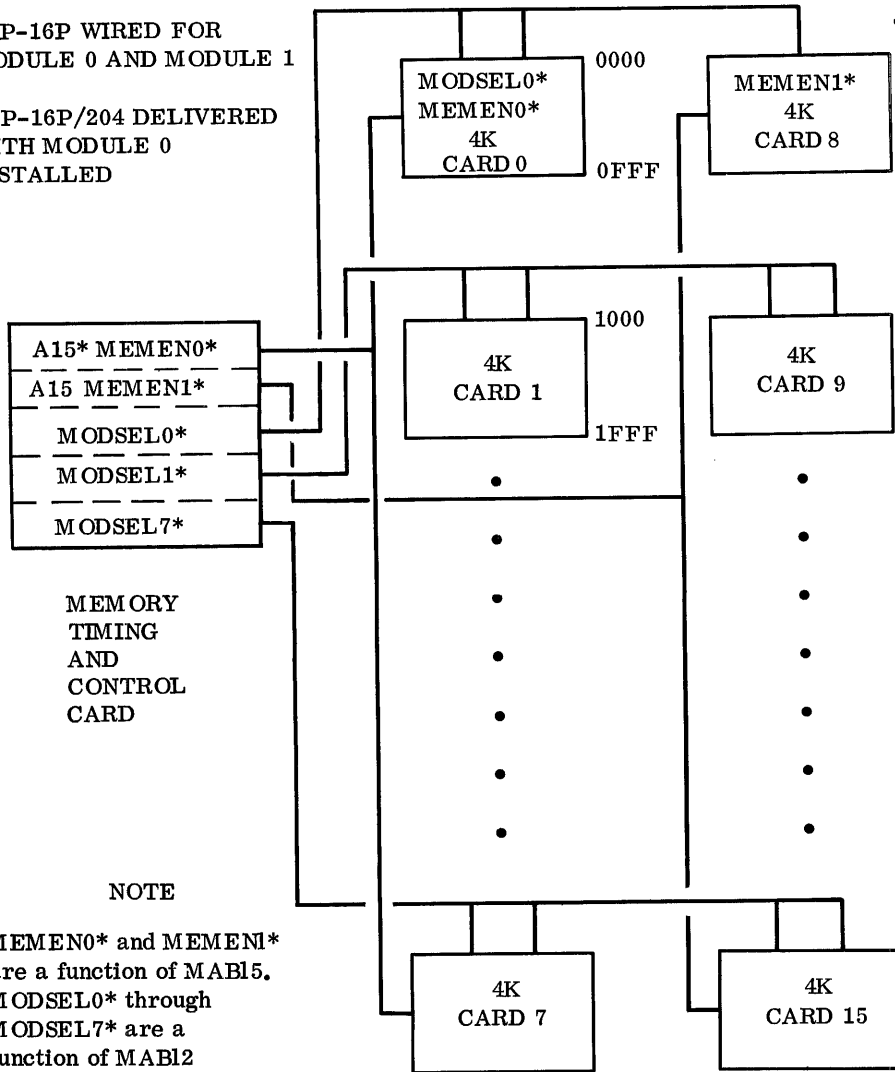 P-16P WIRED FOR
ODULE 0 AND MODULE 1
P-16P/204 DELIVERED
TH MODULE 0
STALLED
MODSEL0*
MEMEN0*
4K
CARD 0
0000
0FFF
MEMEN1*
4K
CARD 8
4K
CARD 1
1000
1FFF
4K
CARD 9
A15* MEMEN0*
A15 MEMEN1*
MODSEL0*
MODSEL1*
MODSEL7*
MEMORY
TIMING
AND
CONTROL
CARD
NOTE
MEMEN0* and MEMEN1*
are a function of MAB15.
MODSEL0* through
MODSEL7* are a
function of MAB12
4K
CARD 7
4K
CARD 15